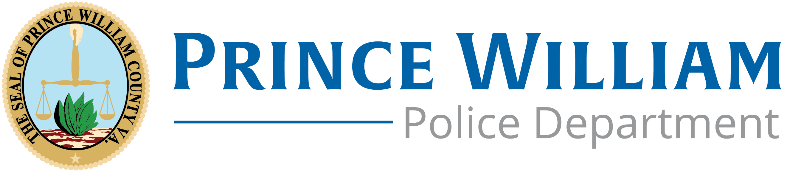 THE SEAL OF PRINCE WILLIAM COUNTY VA.
PRINCE WILLIAM
Police Department